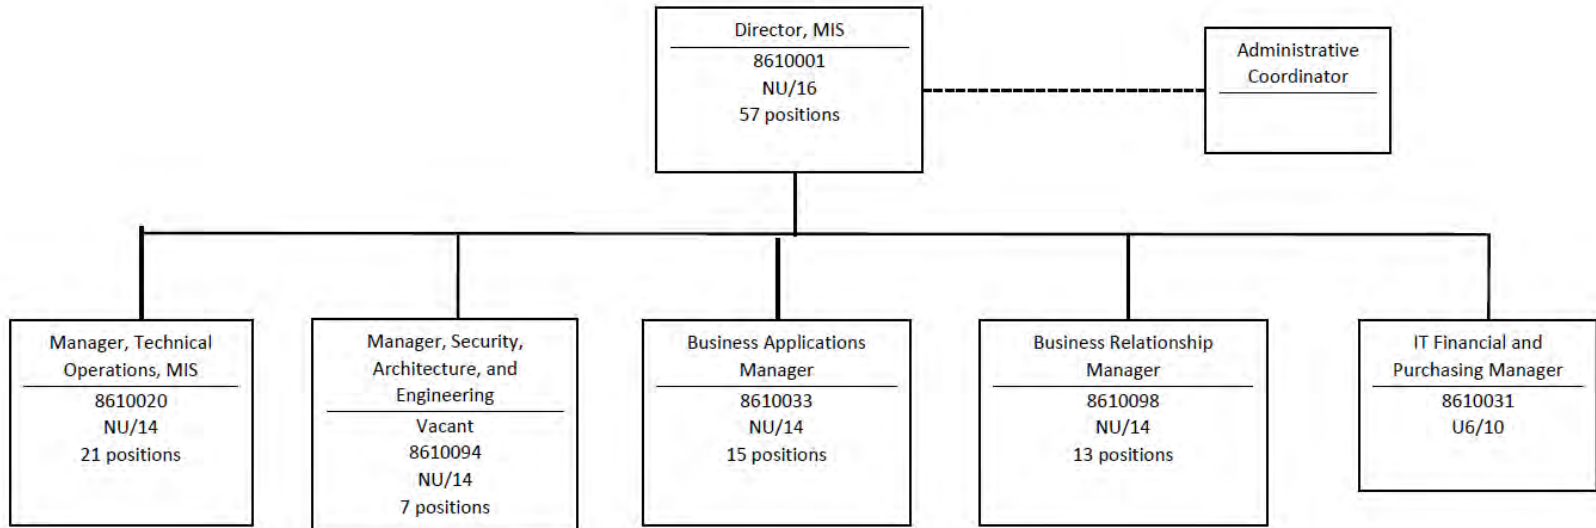 Director, MIS
8610001
NU/16
57 positions
Administrative
Coordinator
Manager, Technical
Operations, MIS
8610020
NU/14
21 positions
Manager, Security,
Architecture, and
Engineering
Vacant
8610094
NU/14
7 positions
Business Applications
Manager
8610033
NU/14
15 positions
Business Relationship
Manager
8610098
NU/14
13 positions
IT Financial and
Purchasing Manager
8610031
U6/10